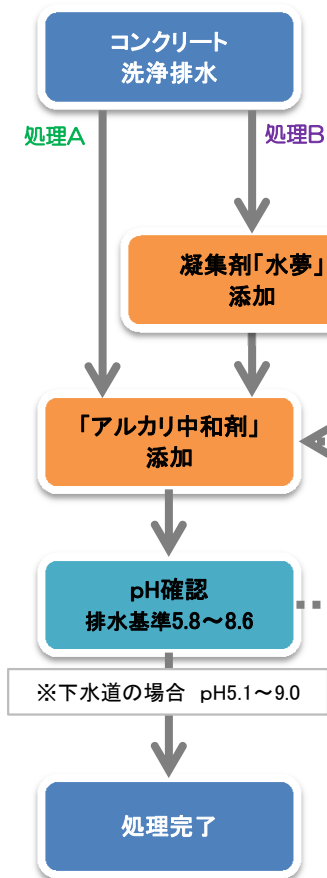 コンクリート
洗浄排水
処理A
処理B
凝集剤「水夢」
添加
「アルカリ中和剤」
添加
pH確認
排水基準5.8～8.6
※下水道の場合　pH5.1～9.0
処理完了